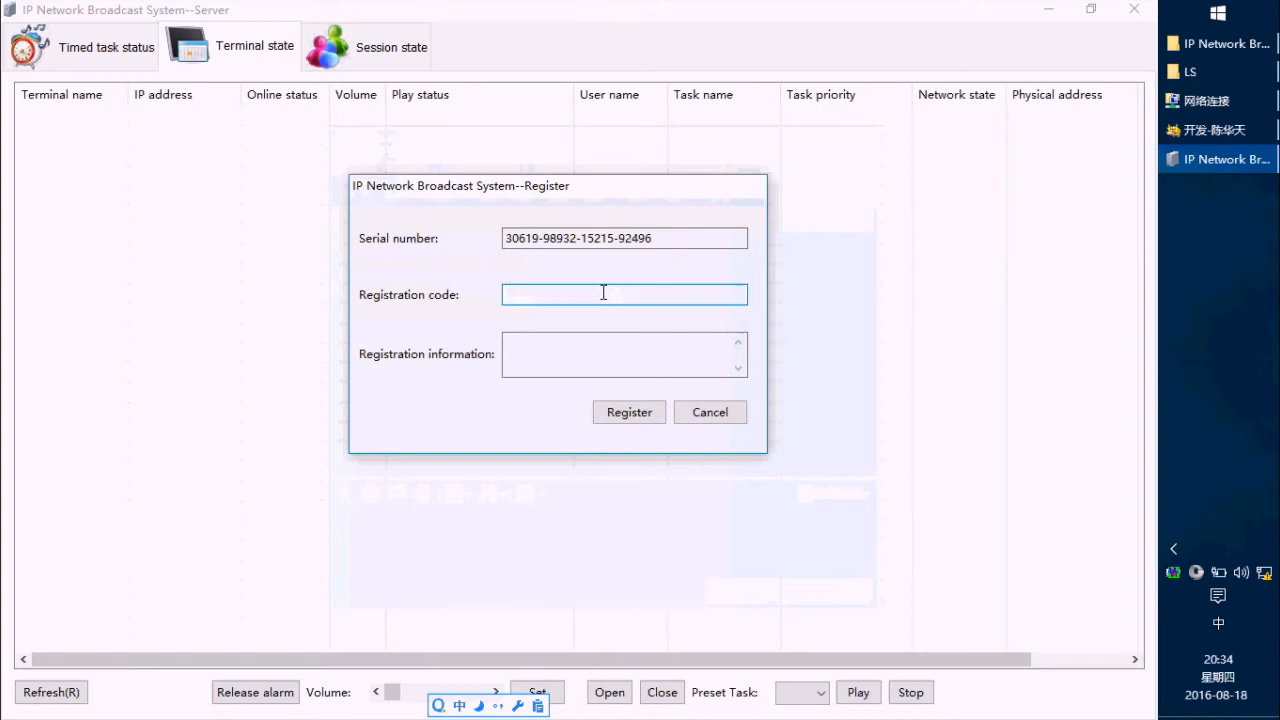 IP Network Broadcast System--Server
Timed task status
Terminal state
Session state
Terminal name IP address Online status Volume Play status User name Task name Task priority Network state Physical address
IP Network Broadcast System--Register
Serial number: 30619-98932-15215-92496
Registration code:
Registration information:
Register Cancel
Refresh(R) Release alarm Volume: Set Open Close Preset Task: Play Stop
中
IP Network Br...
LS
网络连接
开发-陈华天
IP Network Br...
中
20:34
星期四
2016-08-18